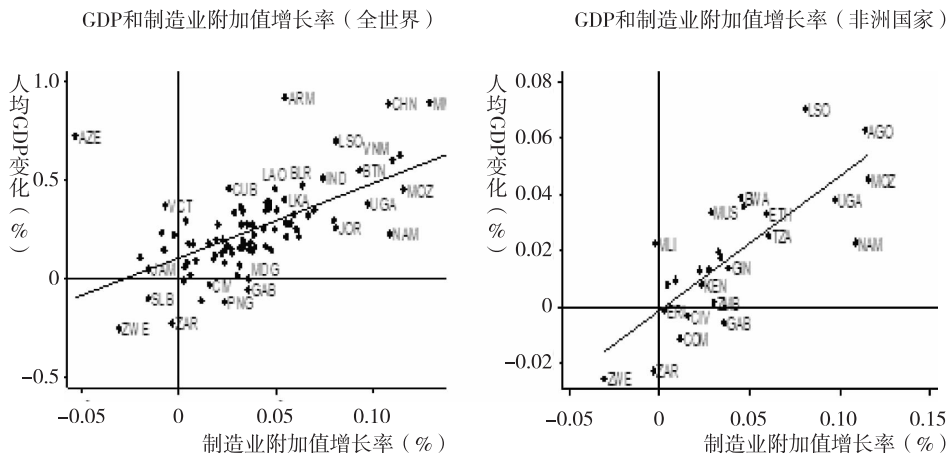 GDP和制造业附加值增长率（全世界）
人均GDP变化（%）
1.0
0.5
0
−0.5
ARM
CHN
AZE
LSO
VNM
LAO
BLR
IND
BTN
CUB
MOZ
LKA
UGA
VCT
JOR
NAM
JAM
MDG
CIV
GAB
SLB
PNG
ZWE
ZAR
−0.05
0
0.05
0.10
制造业附加值增长率（%）
GDP和制造业附加值增长率（非洲国家）
人均GDP变化（%）
0.08
0.06
0.04
0.02
0
−0.02
LSO
AGO
MOZ
BWA
UGA
MUS
ETH
TZA
MLI
NAM
GIN
KEN
ZMB
ERI
CIV
GAB
COM
ZAR
ZWE
−0.05
0
0.05
0.10
0.15
制造业附加值增长率（%）